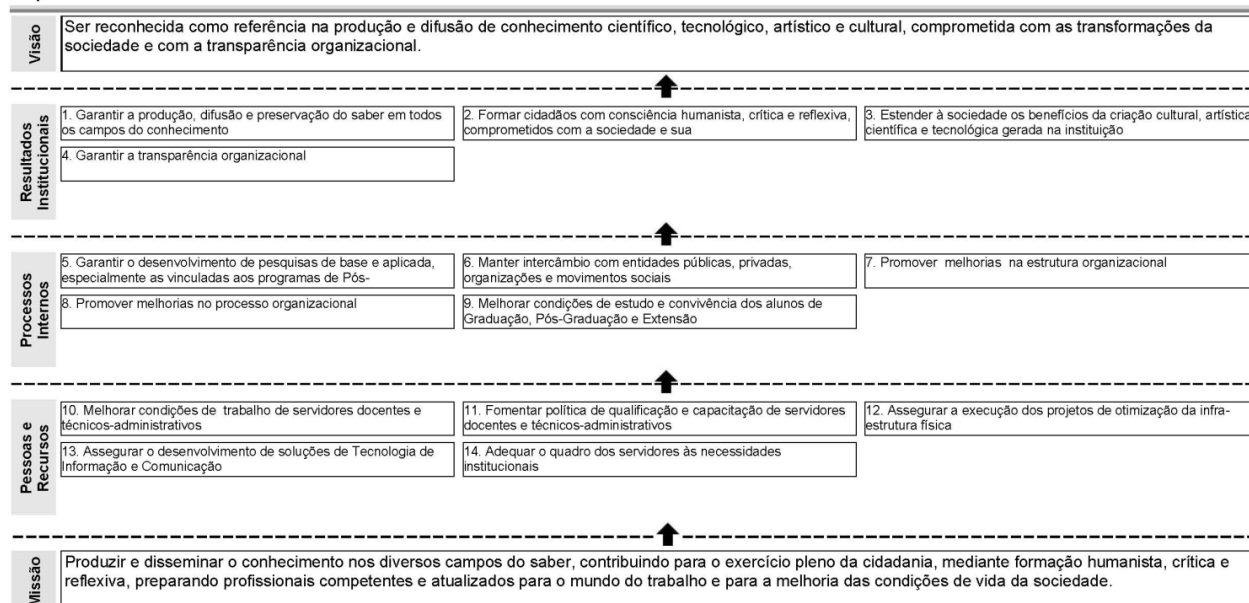 Visão
Ser reconhecida como referência na produção e difusão de conhecimento científico, tecnológico, artístico e cultural, comprometida com as transformações da
sociedade e com a transparência organizacional.
Resultados
Institucionais
1. Garantir a produção, difusão e preservação do saber em todos
os campos do conhecimento
2. Formar cidadãos com consciência humanista, crítica e reflexiva,
comprometidos com a sociedade e sua
3. Estender à sociedade os benefícios da criação cultural, artística
científica e tecnológica gerada na instituição
4. Garantir a transparência organizacional
Processos
Internos
5. Garantir o desenvolvimento de pesquisas de base e aplicada,
especialmente as vinculadas aos programas de Pós-
6. Manter intercâmbio com entidades públicas, privadas,
organizações e movimentos sociais
7. Promover melhorias na estrutura organizacional
8. Promover melhorias no processo organizacional
9. Melhorar condições de estudo e convivência dos alunos de
Graduação, Pós-Graduação e Extensão
Pessoas e
Recursos
10. Melhorar condições de trabalho de servidores docentes e
técnicos-administrativos
11. Fomentar política de qualificação e capacitação de servidores
docentes e técnicos-administrativos
12. Assegurar a execução dos projetos de otimização da infra-
estrutura física
13. Assegurar o desenvolvimento de soluções de Tecnologia de
Informação e Comunicação
14. Adequar o quadro dos servidores às necessidades
institucionais
Missão
Produzir e disseminar o conhecimento nos diversos campos do saber, contribuindo para o exercício pleno da cidadania, mediante formação humanista, crítica e
reflexiva, preparando profissionais competentes e atualizados para o mundo do trabalho e para a melhoria das condições de vida da sociedade.